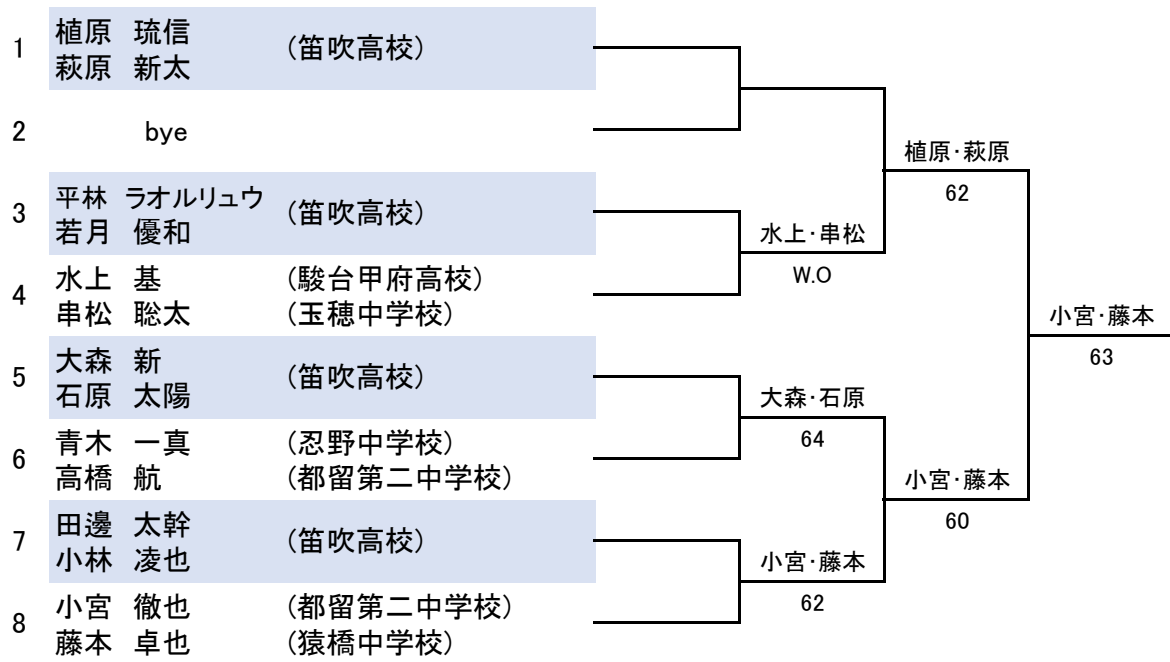 1 植原 琉信 (笛吹高校)
萩原 新太
2 bye
植原・萩原
62
3 平林 ラオルリュウ (笛吹高校)
若月 優和
水上・串松
W.O
4 水上 基 (駿台甲府高校)
串松 聡太 (玉穂中学校)
小宮・藤本
63
5 大森 新 (笛吹高校)
石原 太陽
大森・石原
64
6 青木 一真 (忍野中学校)
高橋 航 (都留第二中学校)
小宮・藤本
60
7 田邊 太幹 (笛吹高校)
小林 凌也
小宮・藤本
62
8 小宮 徹也 (都留第二中学校)
藤本 卓也 (猿橋中学校)